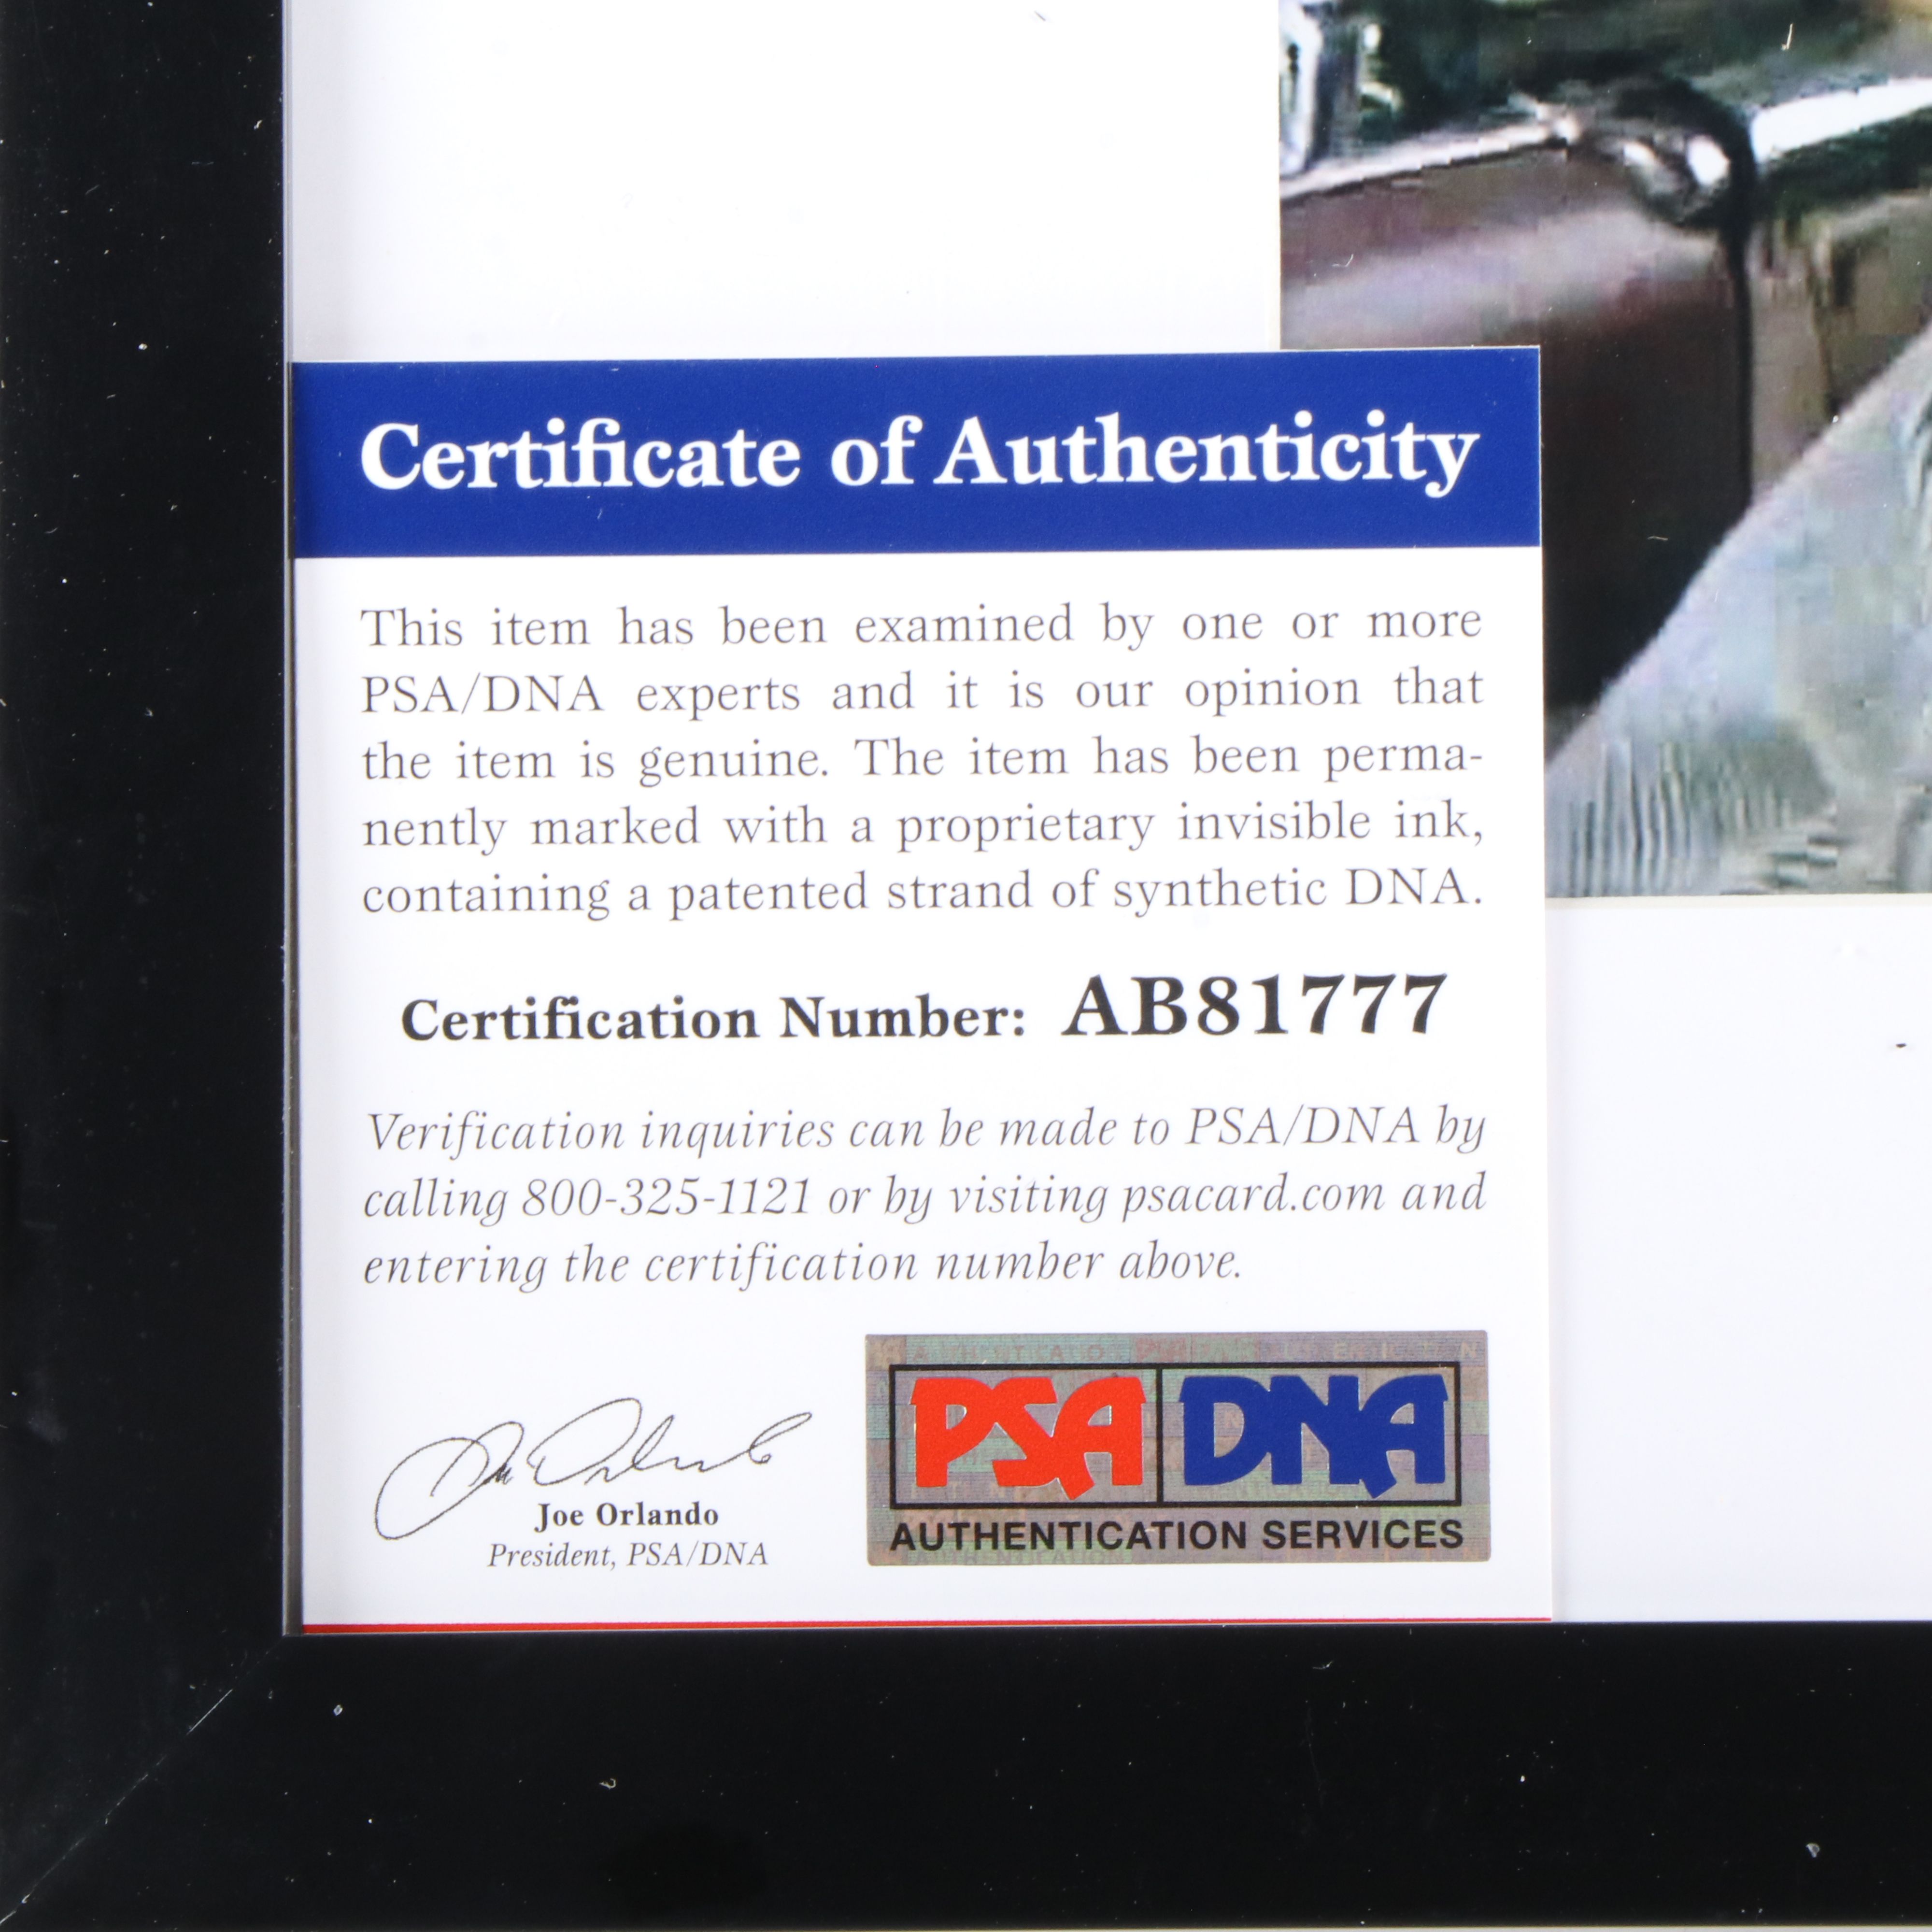 Certificate of Authenticity
This item has been examined by one or more
PSA/DNA experts and it is our opinion that
the item is genuine. The item has been perma-
nently marked with a proprietary invisible ink,
containing a patented strand of synthetic DNA.
Certification Number: AB81777
Verification inquiries can be made to PSA/DNA by
calling 800-325-1121 or by visiting psacard.com and
entering the certification number above.
Joe Orlando
President, PSA/DNA
PSA DNA
AUTHENTICATION SERVICES